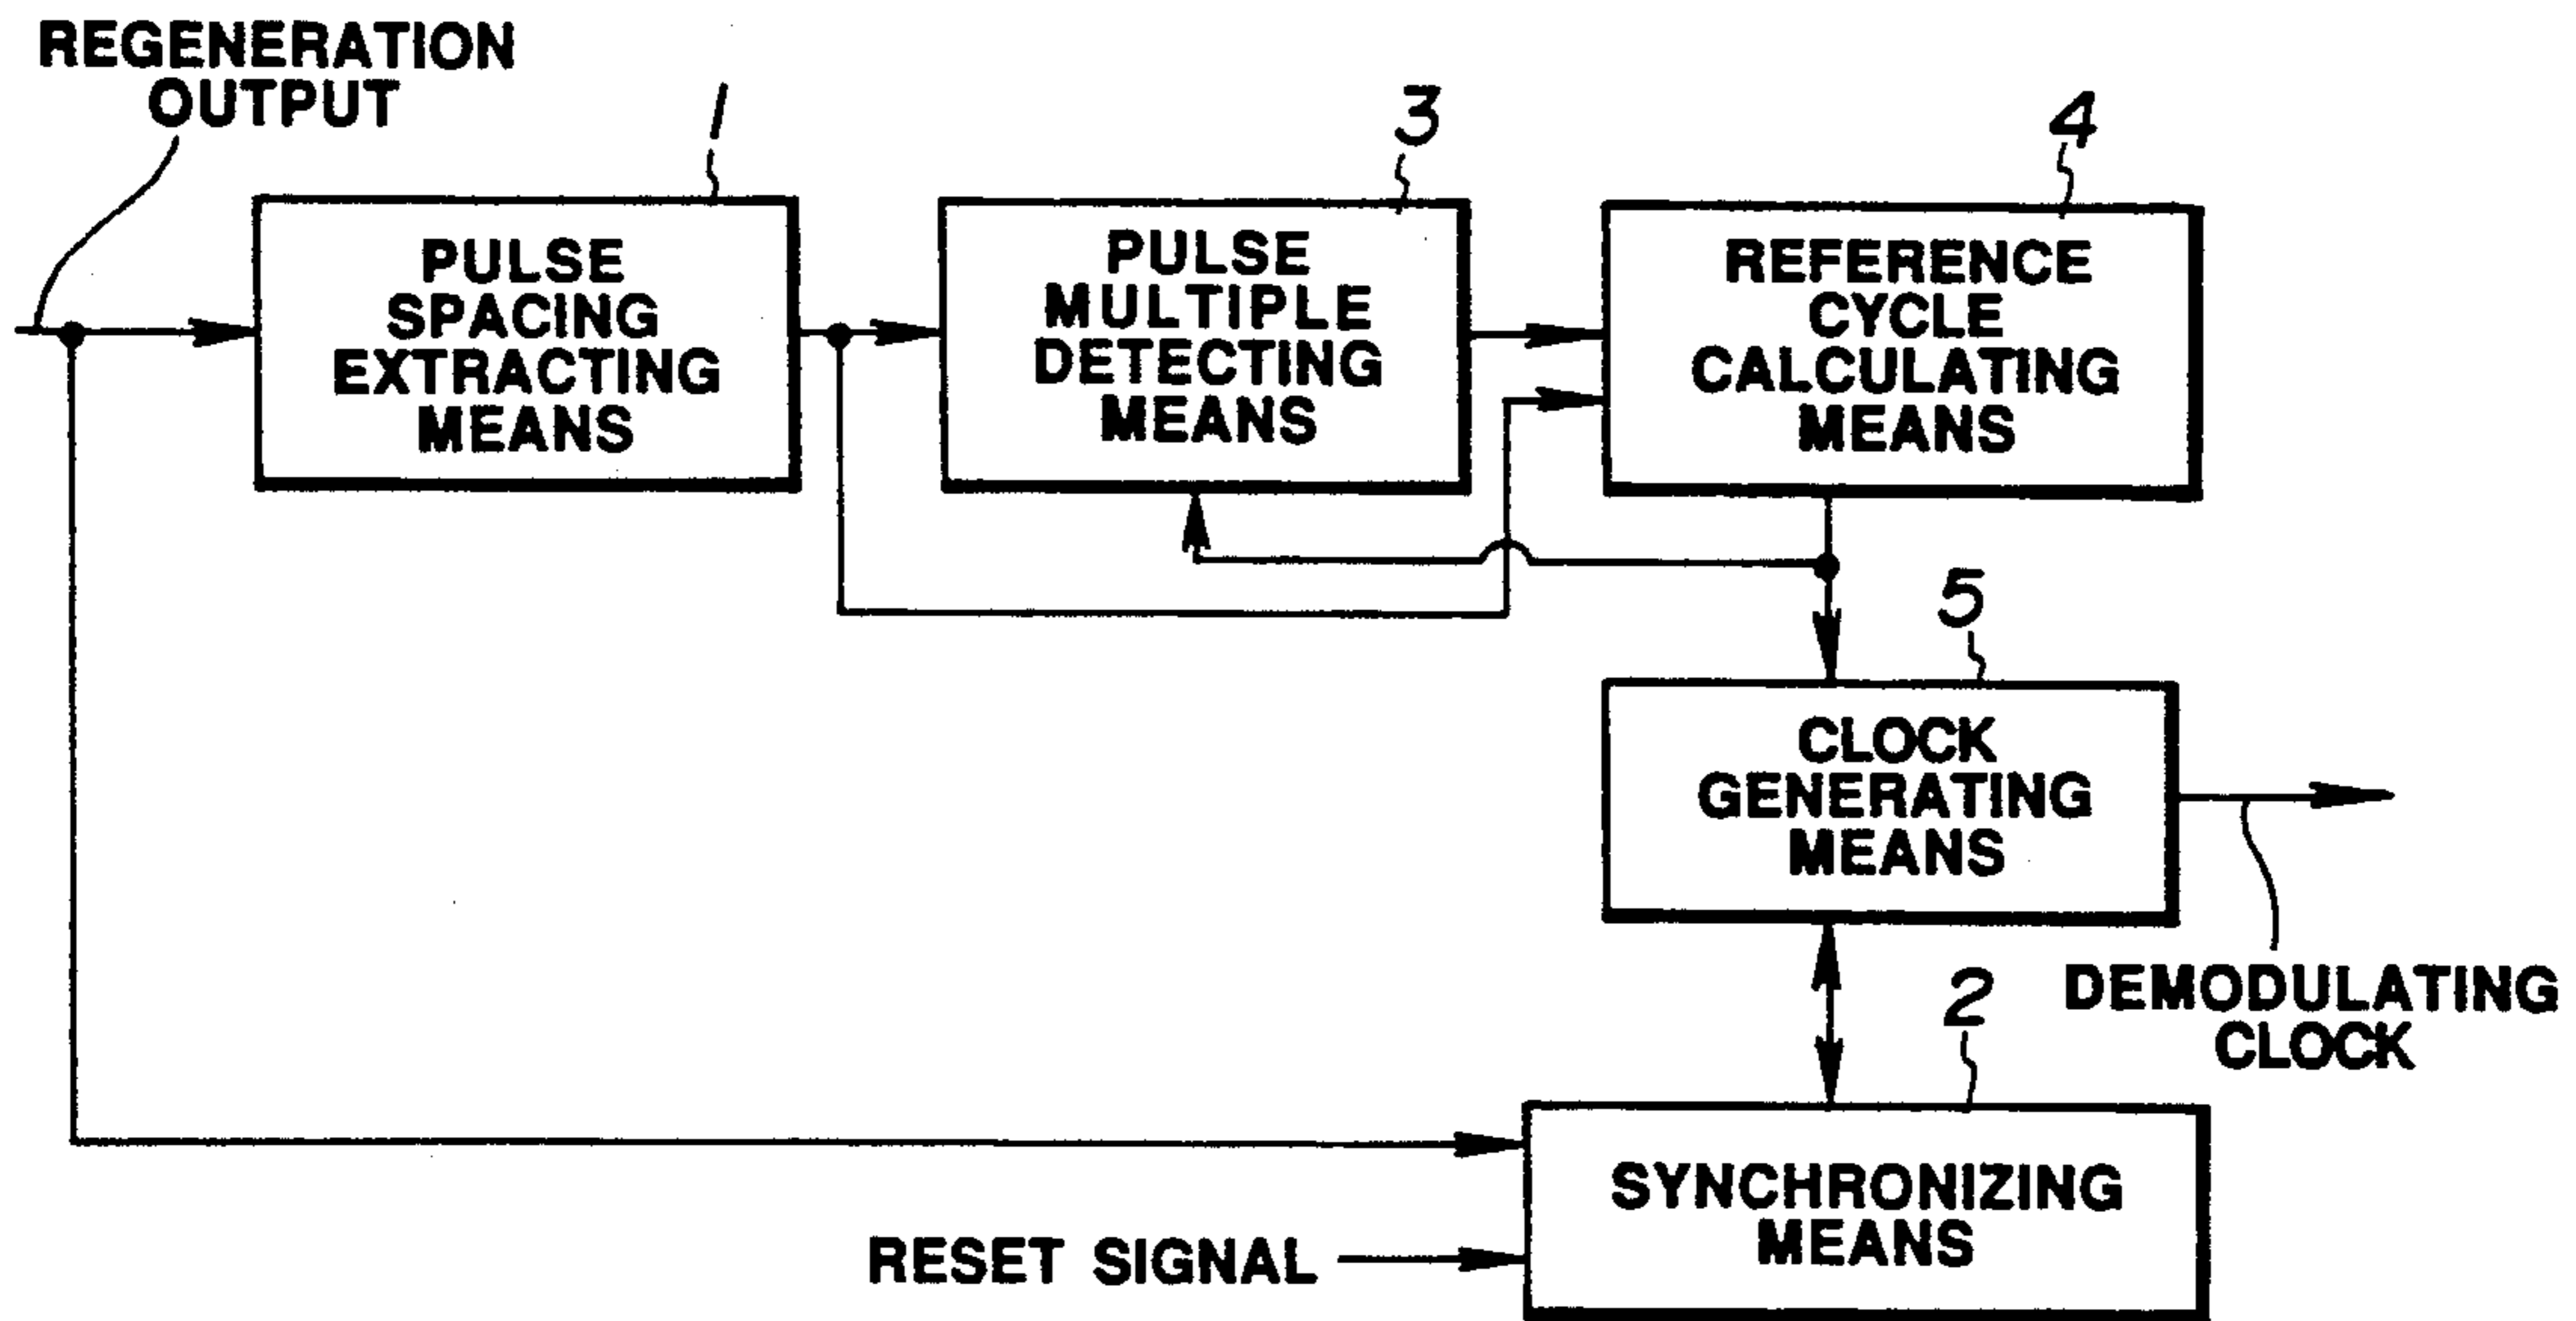 REGENERATION
OUTPUT
1
3
4
PULSE
SPACING
EXTRACTING
MEANS
PULSE
MULTIPLE
DETECTING
MEANS
REFERENCE
CYCLE
CALCULATING
MEANS
5
CLOCK
GENERATING
MEANS
DEMODULATING
CLOCK
2
SYNCHRONIZING
MEANS
RESET SIGNAL